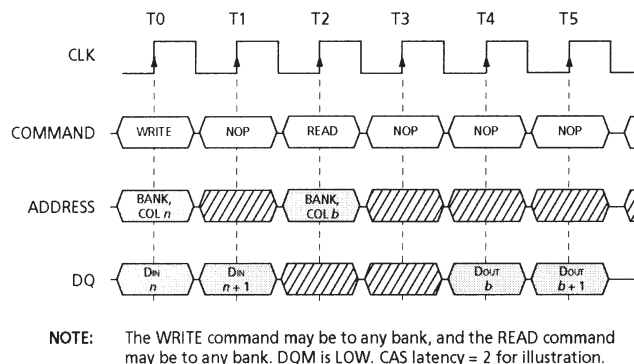 T0 T1 T2 T3 T4 T5
CLK
COMMAND WRITE NOP READ NOP NOP NOP
ADDRESS BANK, COL n BANK, COL b
DQ DIN n DIN n + 1 DOUT b DOUT b + 1
NOTE: The WRITE command may be to any bank, and the READ command
may be to any bank. DQM is LOW. CAS latency = 2 for illustration.